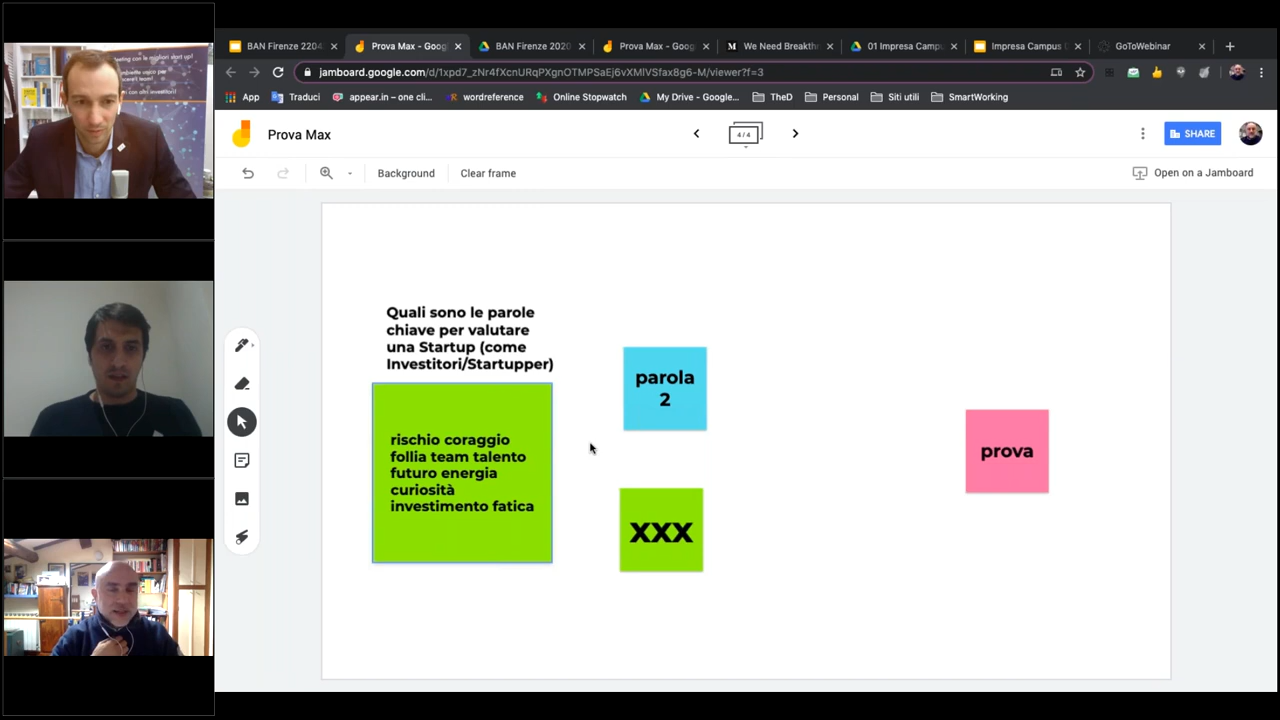 BAN Firenze 2204
Prova Max - Goog
BAN Firenze 2020
Prova Max - Goog
We Need Breakth
01 Impresa Campu
Impresa Campus D
GoToWebinar
jamboard.google.com/d/1xpd7_zNr4fXcnURqPXgnOTMPSaEj6vXMlVSfax8g6-M/viewer?f=3
App
Traduci
appear.in – one cli...
wordreference
Online Stopwatch
My Drive - Google...
TheD
Personal
Siti utili
SmartWorking
Prova Max
4 / 4
SHARE
Background
Clear frame
Open on a Jamboard
Quali sono le parole
chiave per valutare
una Startup (come
Investitori/Startupper)
rischio coraggio
follia team talento
futuro energia
curiosità
investimento fatica
parola
2
XXX
prova